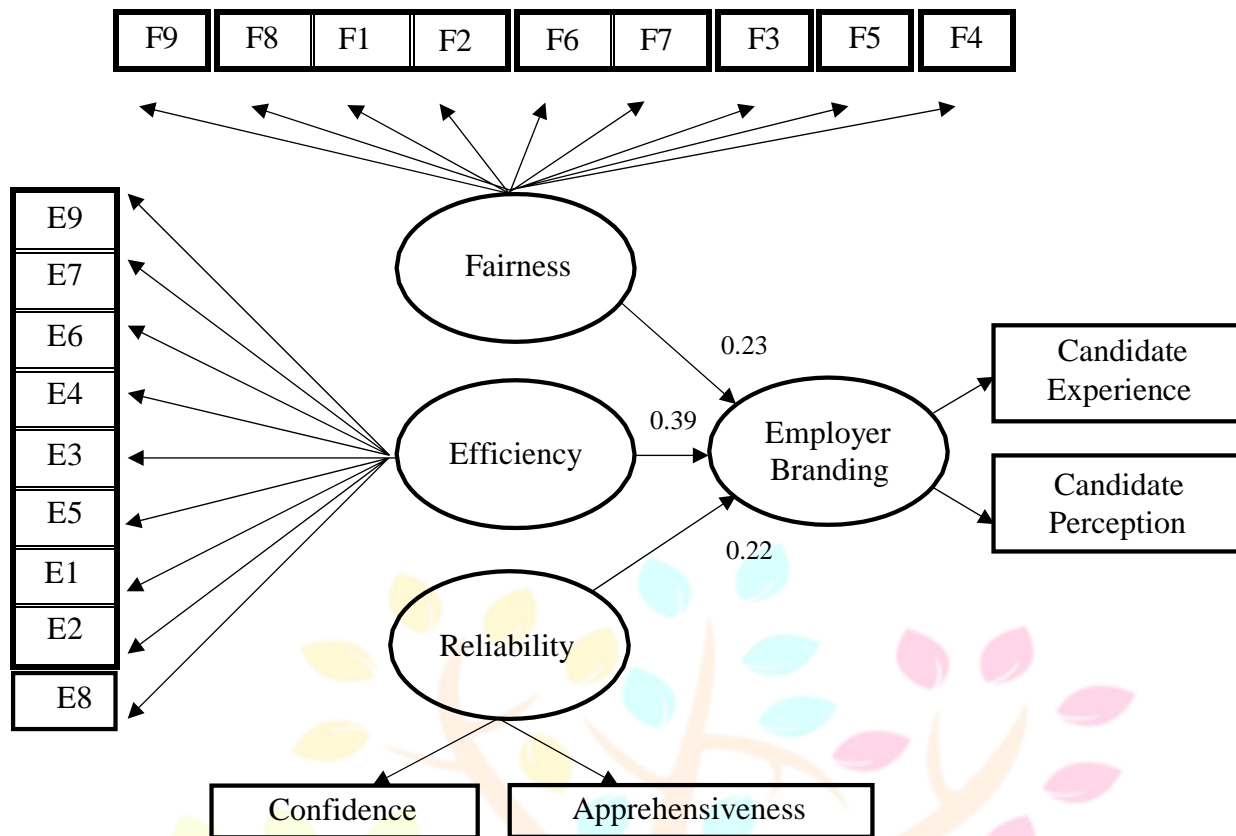 F9 F8 F1 F2 F6 F7 F3 F5 F4
E9
E7
E6
E4
E3
E5
E1
E2
E8
Fairness
0.23
Efficiency
0.39
Employer
Branding
Candidate
Experience
Candidate
Perception
0.22
Reliability
Confidence
Apprehensiveness